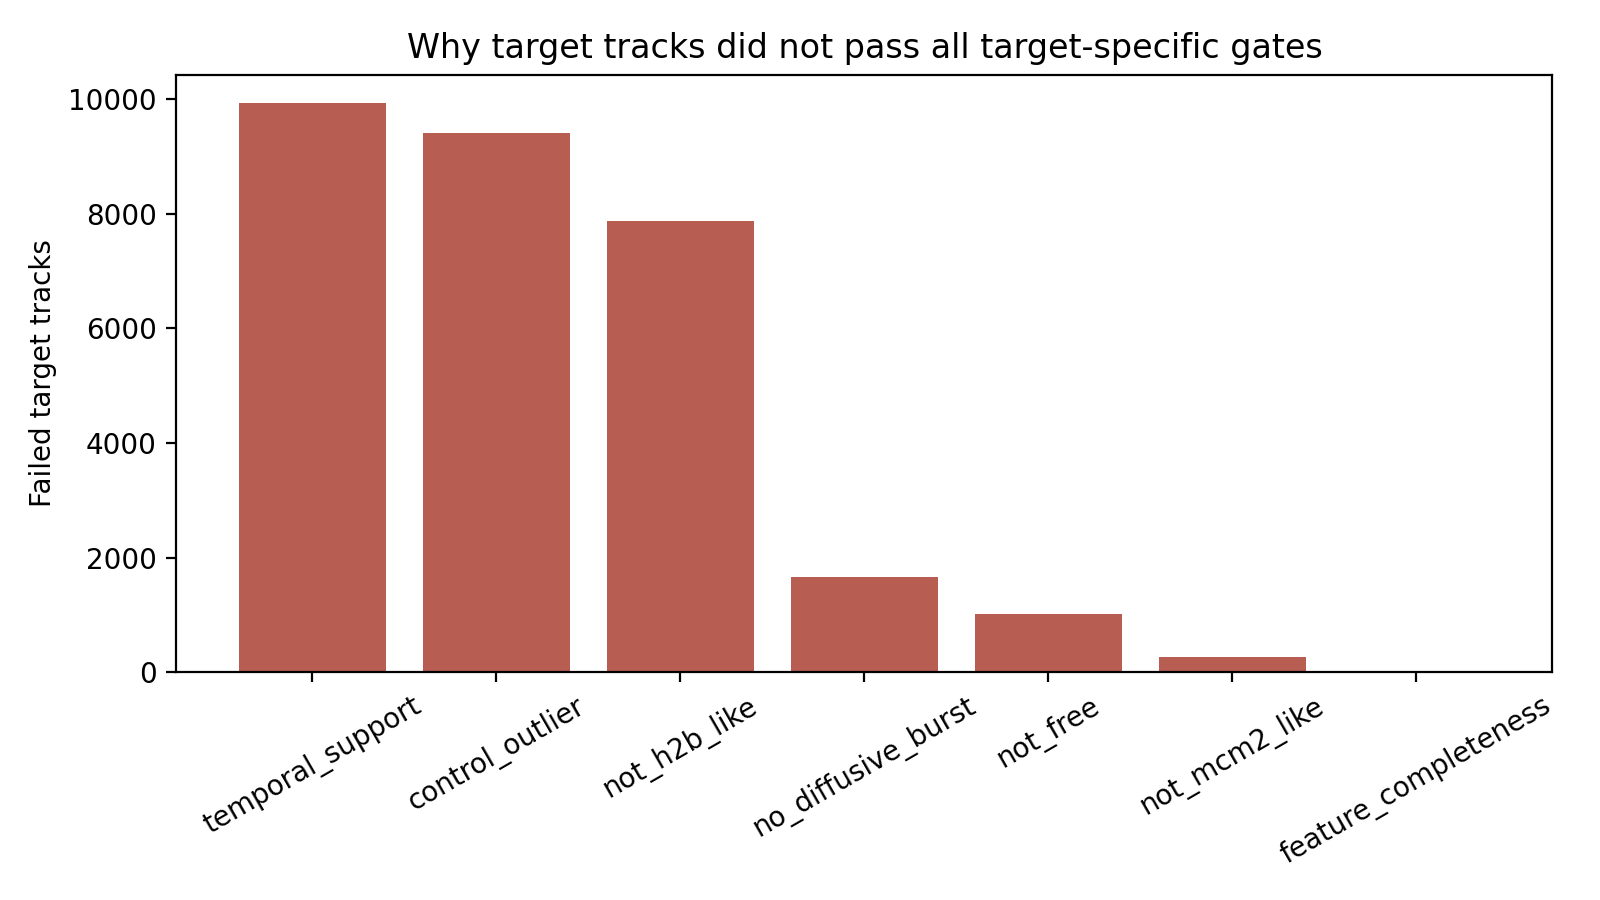 Why target tracks did not pass all target-specific gates
Failed target tracks
10000
8000
6000
4000
2000
0
temporal_support
control_outlier
not_h2b_like
no_diffusive_burst
not_free
not_mcm2_like
feature_completeness